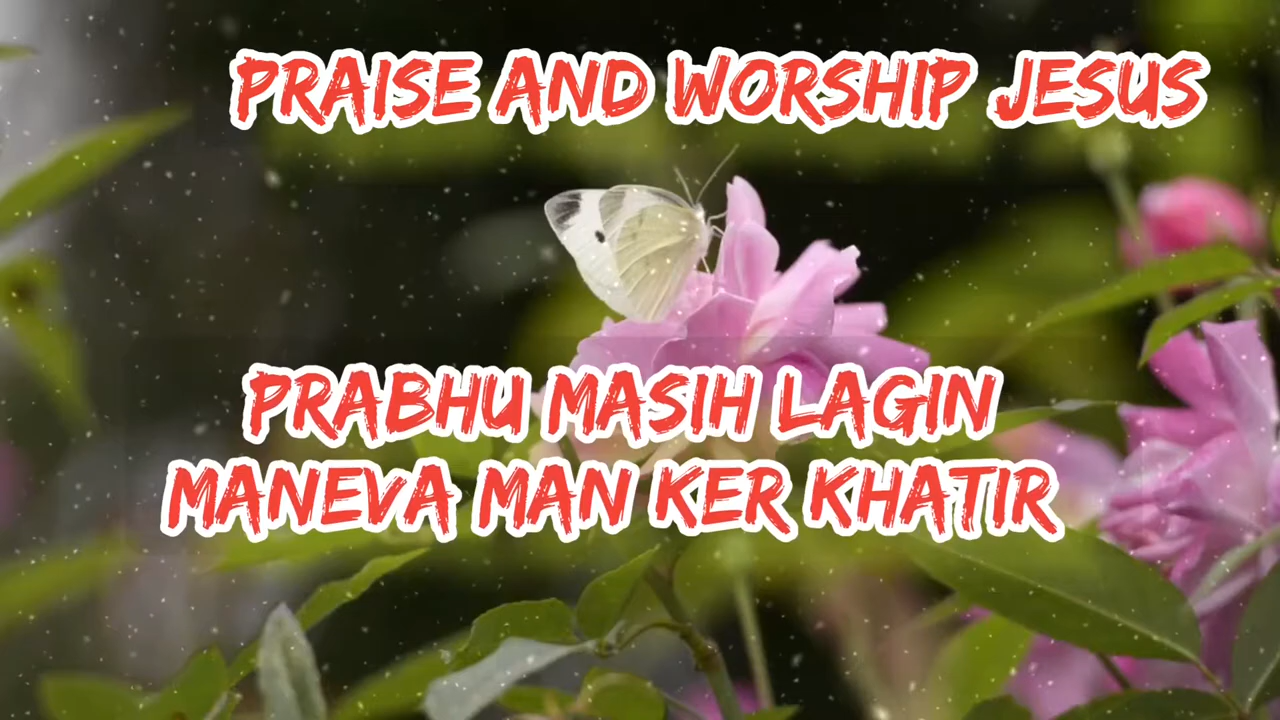 PRAISE AND WORSHIP JESUS
PRABHU MASIH LAGIN
MANEVA MAN KER KHATIR